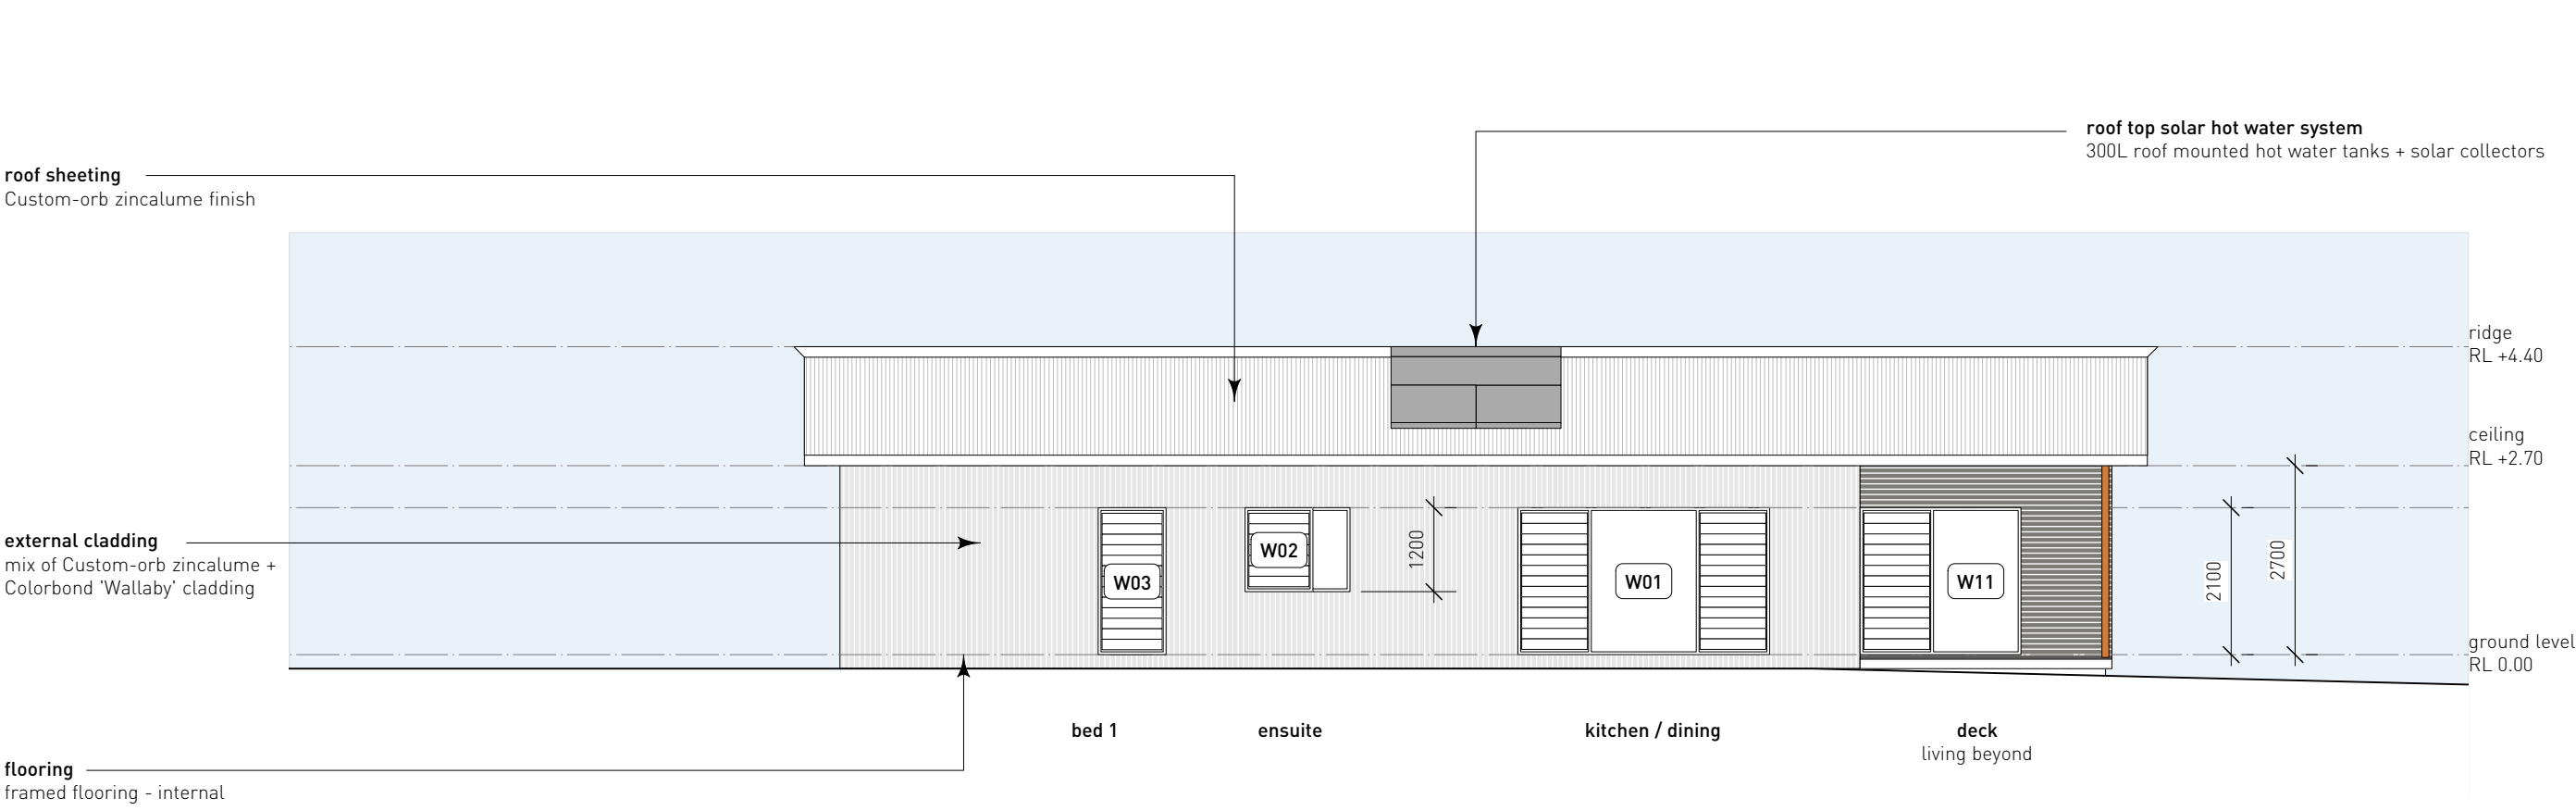 roof top solar hot water system
300L roof mounted hot water tanks + solar collectors
roof sheeting
Custom-orb zincalume finish
ridge
RL +4.40
ceiling
RL +2.70
external cladding
mix of Custom-orb zincalume +
Colorbond 'Wallaby' cladding
W03
W02
1200
W01
W11
2100
2700
ground level
RL 0.00
bed 1
ensuite
kitchen / dining
deck
living beyond
flooring
framed flooring - internal